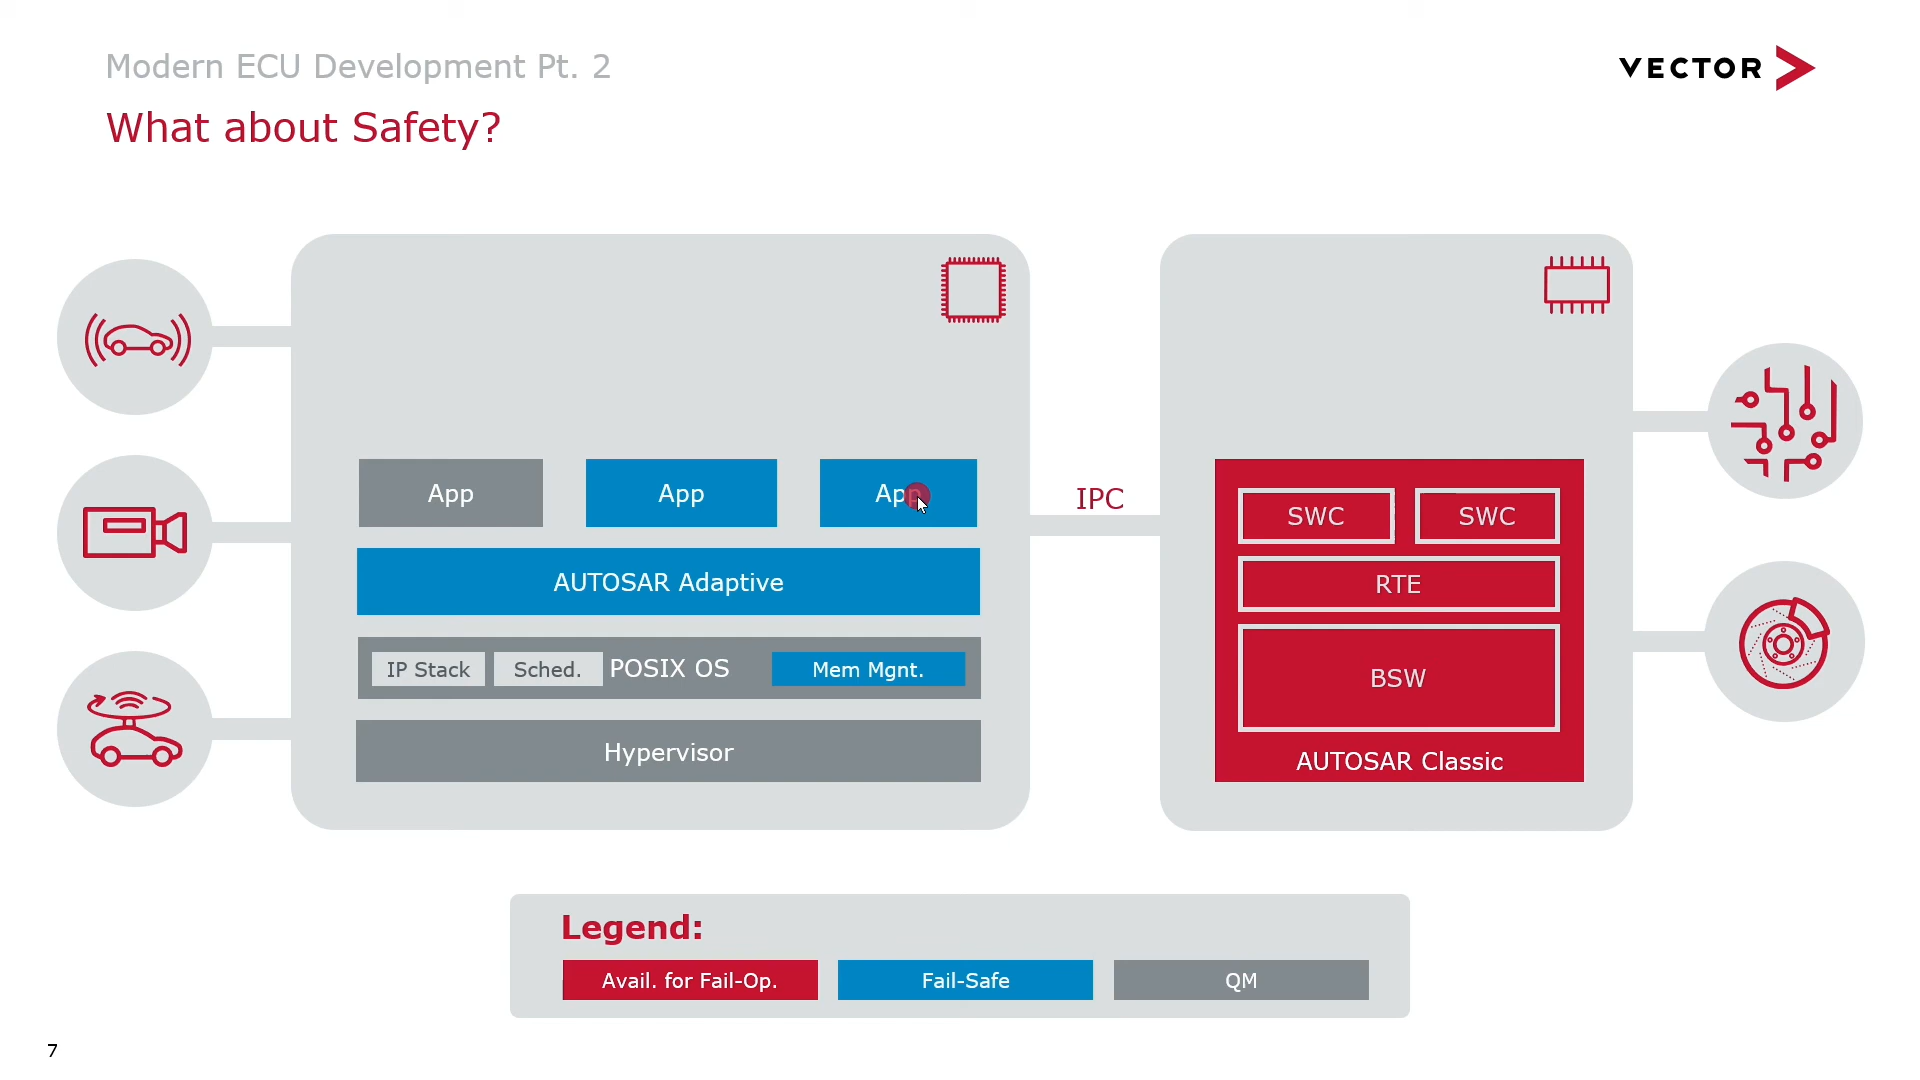 Modern ECU Development Pt. 2
What about Safety?
VECTOR
App
App
App
AUTOSAR Adaptive
IP Stack
Sched.
POSIX OS
Mem Mgnt.
Hypervisor
IPC
SWC
SWC
RTE
BSW
AUTOSAR Classic
Legend:
Avail. for Fail-Op.
Fail-Safe
QM
7